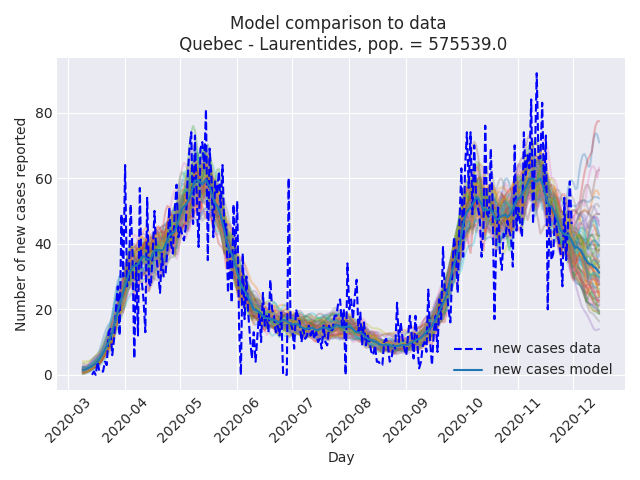 Model comparison to data
Quebec - Laurentides, pop. = 575539.0
Number of new cases reported
80
60
40
20
0
new cases data
new cases model
2020-03
2020-04
2020-05
2020-06
2020-07
2020-08
2020-09
2020-10
2020-11
2020-12
Day